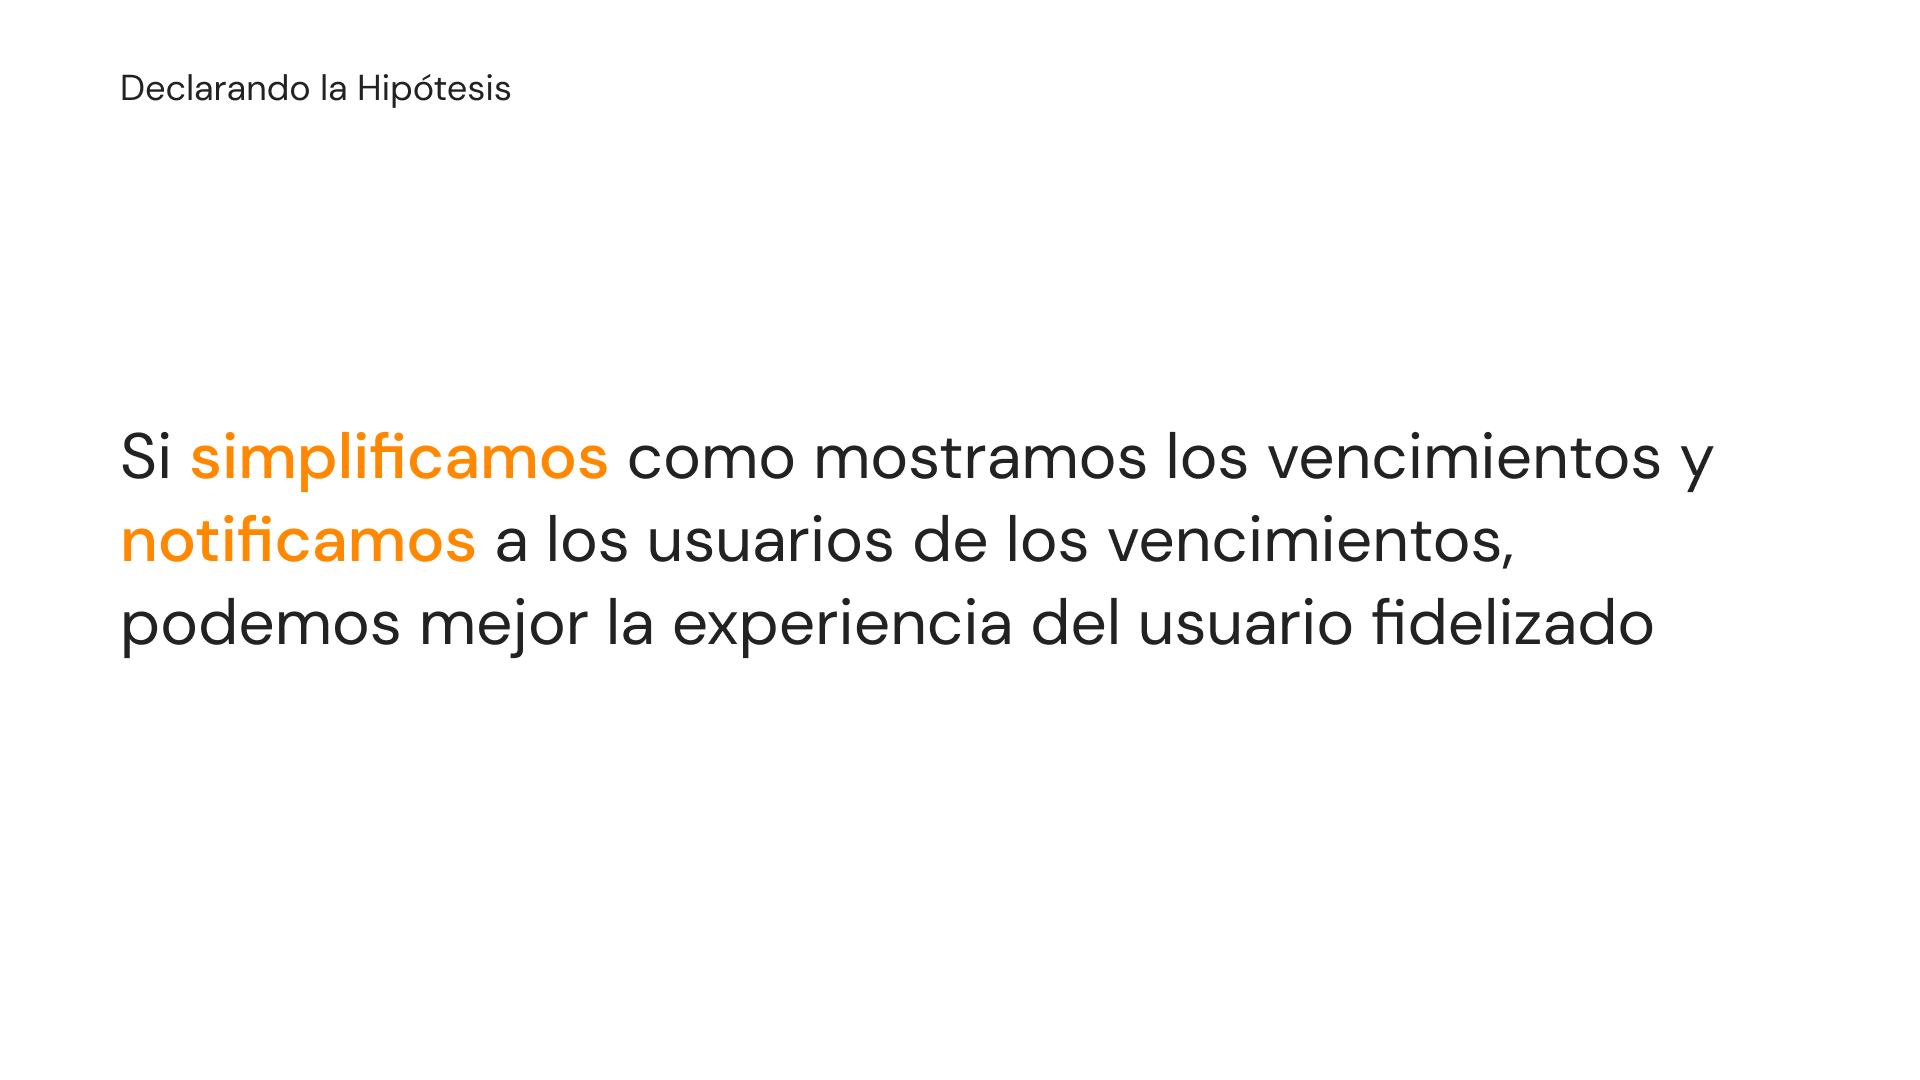 Declarando la Hipótesis
Si simplificamos como mostramos los vencimientos y
notificamos a los usuarios de los vencimientos,
podemos mejor la experiencia del usuario fidelizado